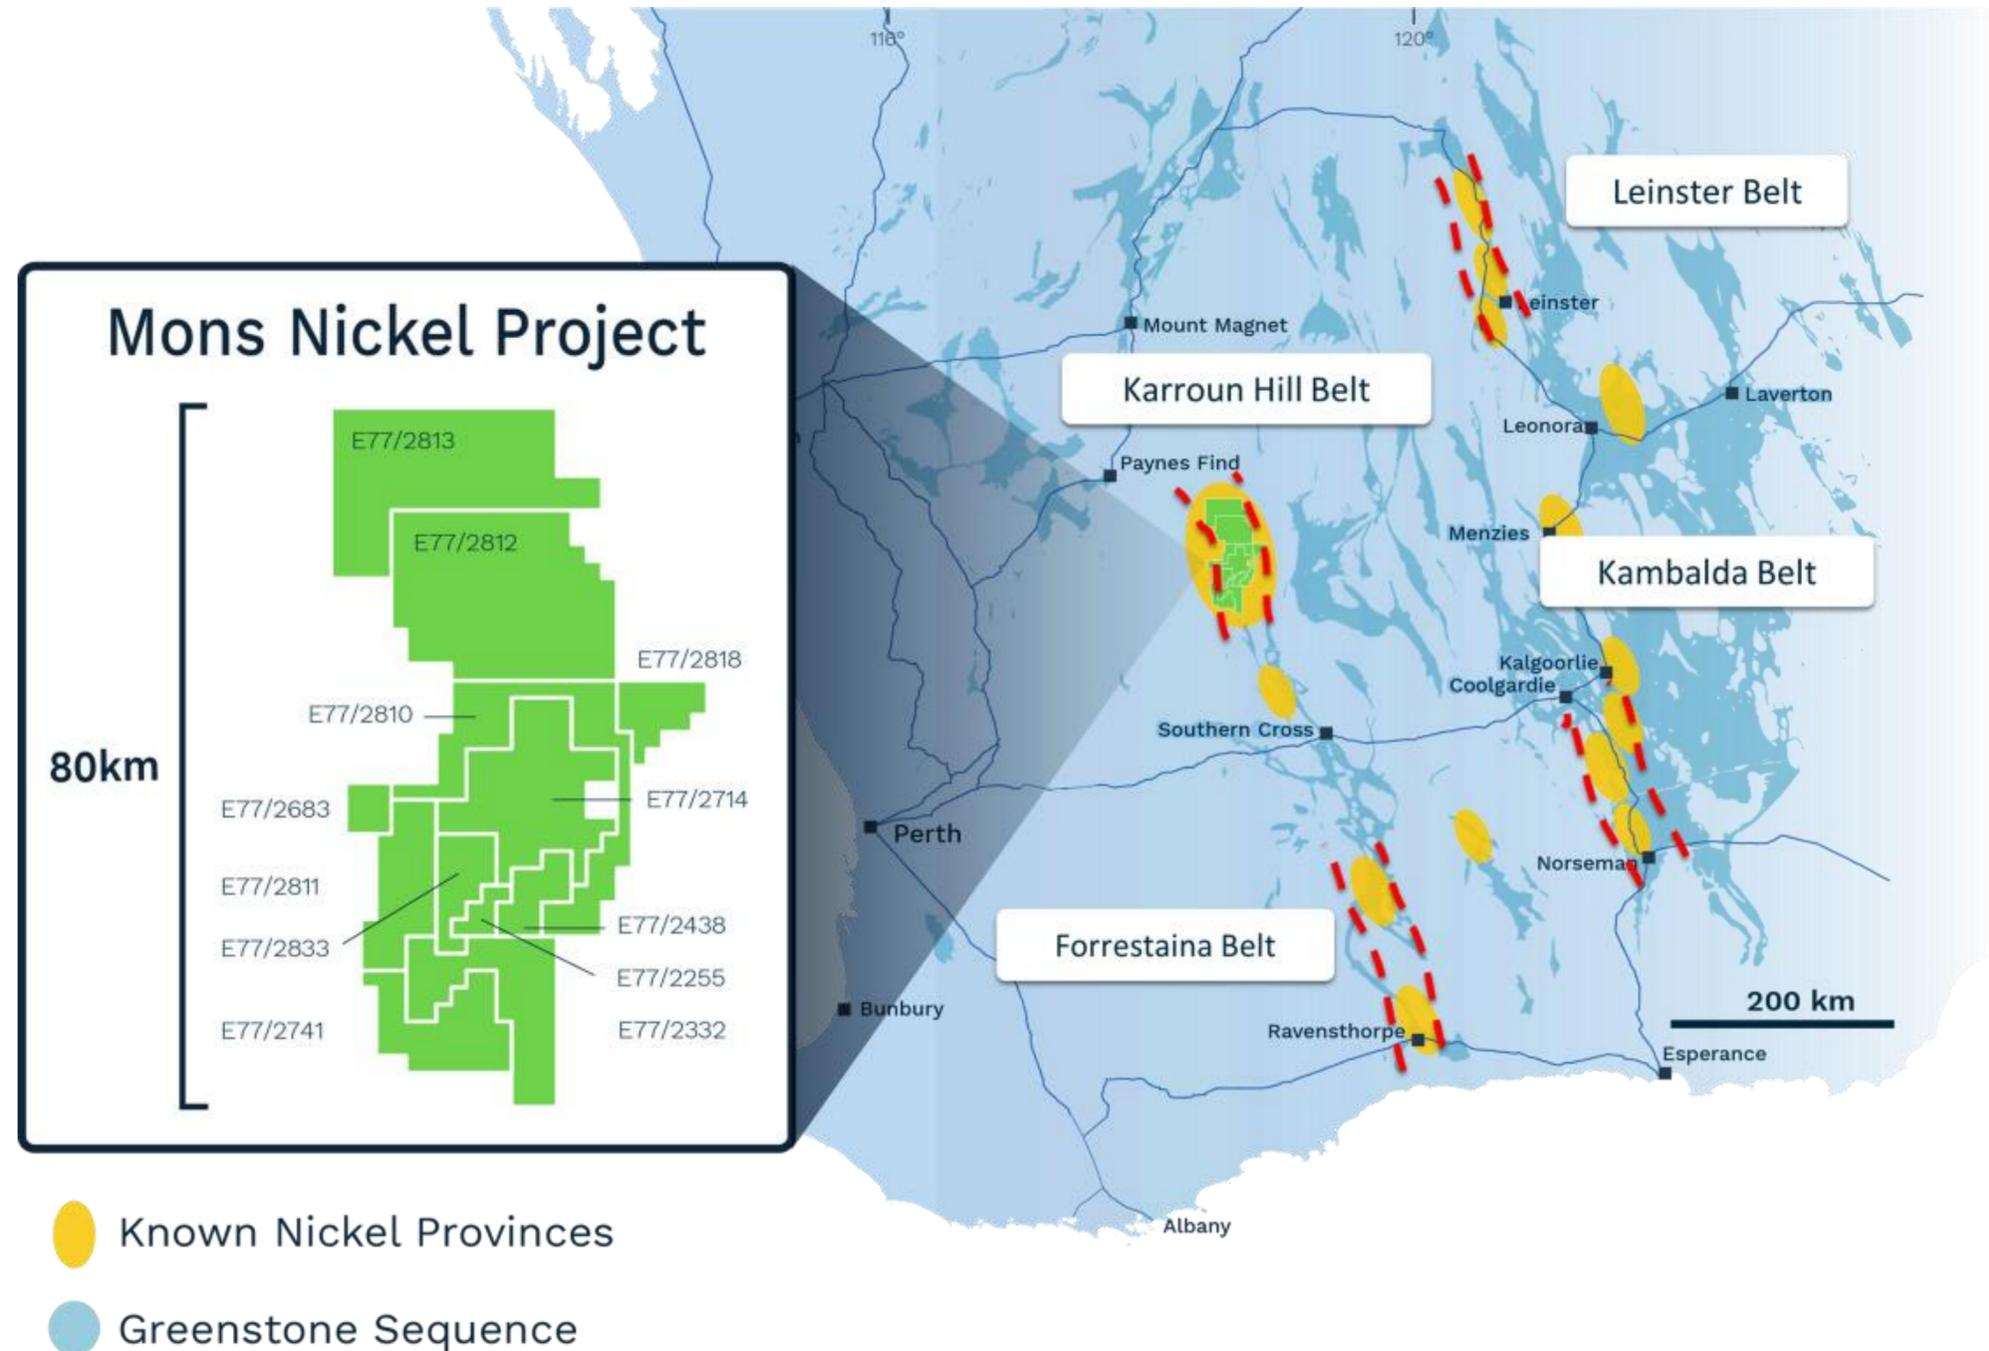 116°
120°
Leinster Belt
einster
Mount Magnet
Karroun Hill Belt
Laverton
Leonora
Paynes Find
Menzies
Kambalda Belt
Kalgoorlie
Coolgardie
Southern Cross
Perth
Norseman
Forrestaina Belt
Bunbury
Ravensthorpe
200 km
Esperance
Albany
Mons Nickel Project
80km
E77/2813
E77/2812
E77/2818
E77/2810
E77/2714
E77/2683
E77/2811
E77/2438
E77/2833
E77/2255
E77/2741
E77/2332
Known Nickel Provinces
Greenstone Sequence